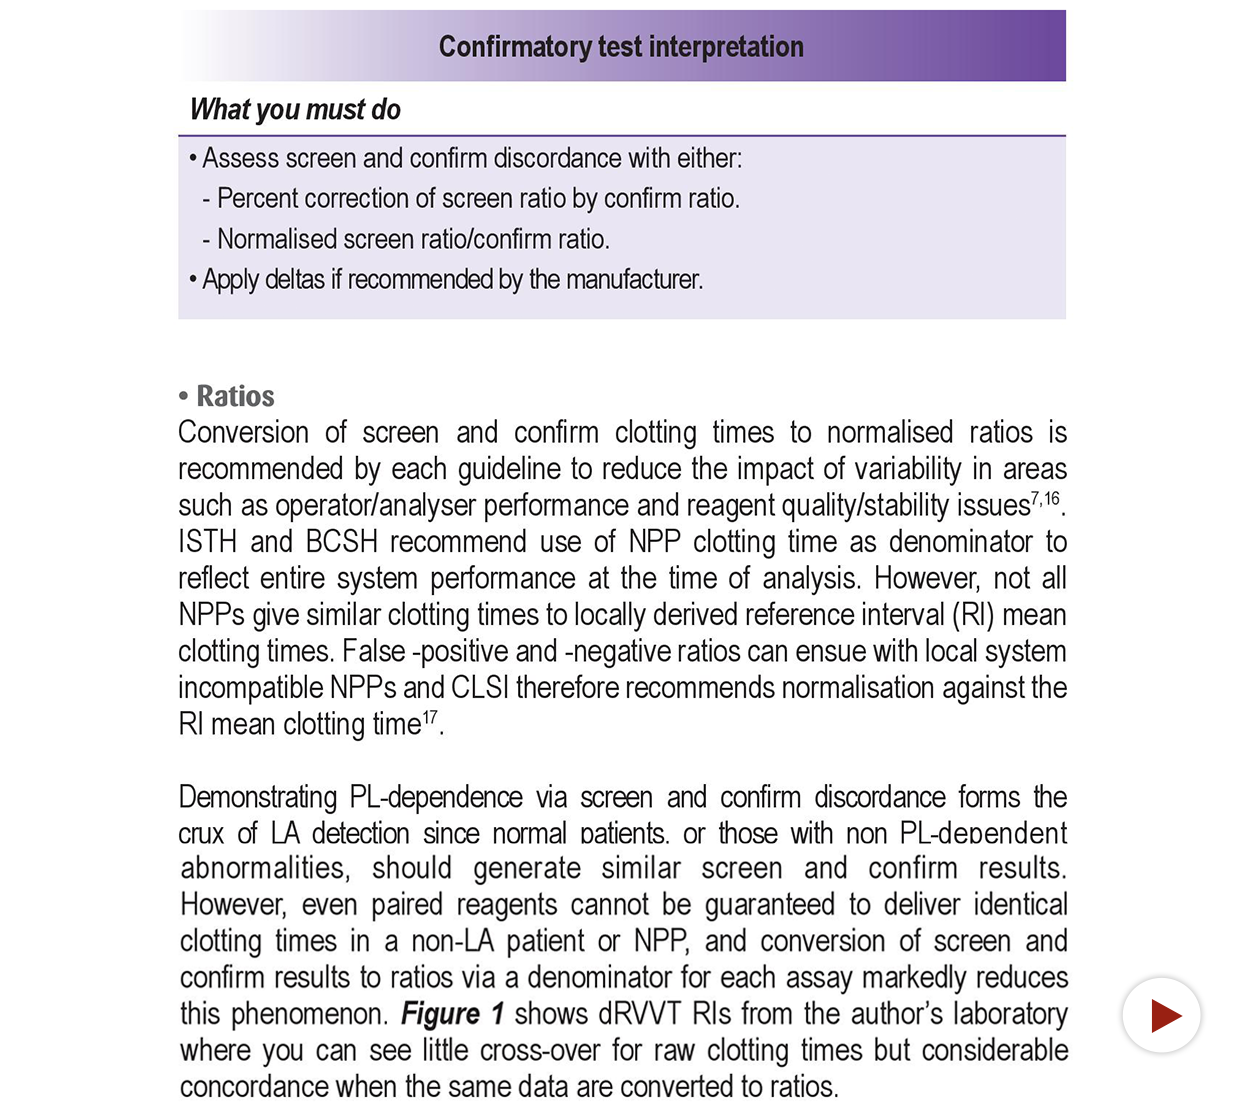 Confirmatory test interpretation
What you must do
• Assess screen and confirm discordance with either:
- Percent correction of screen ratio by confirm ratio.
- Normalised screen ratio/confirm ratio.
• Apply deltas if recommended by the manufacturer.
• Ratios
Conversion of screen and confirm clotting times to normalised ratios is
recommended by each guideline to reduce the impact of variability in areas
such as operator/analyser performance and reagent quality/stability issues7,16.
ISTH and BCSH recommend use of NPP clotting time as denominator to
reflect entire system performance at the time of analysis. However, not all
NPPs give similar clotting times to locally derived reference interval (RI) mean
clotting times. False -positive and -negative ratios can ensue with local system
incompatible NPPs and CLSI therefore recommends normalisation against the
RI mean clotting time17.
Demonstrating PL-dependence via screen and confirm discordance forms the
crux of LA detection since normal patients, or those with non PL-dependent
abnormalities, should generate similar screen and confirm results.
However, even paired reagents cannot be guaranteed to deliver identical
clotting times in a non-LA patient or NPP, and conversion of screen and
confirm results to ratios via a denominator for each assay markedly reduces
this phenomenon. Figure 1 shows dRVVT RIs from the author's laboratory
where you can see little cross-over for raw clotting times but considerable
concordance when the same data are converted to ratios.